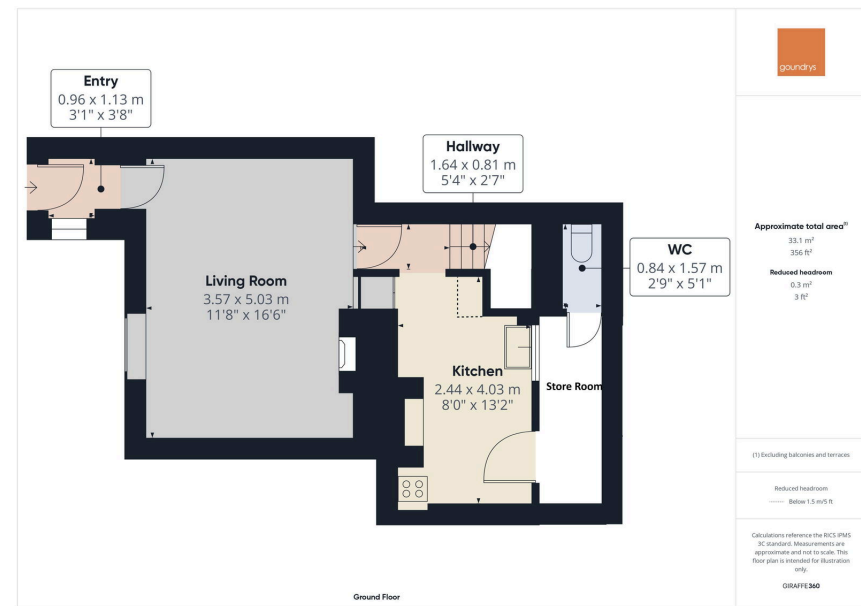 Entry
0.96 x 1.13 m
3'1" x 3'8"
Hallway
1.64 x 0.81 m
5'4" x 2'7"
WC
0.84 x 1.57 m
2'9" x 5'1"
Living Room
3.57 x 5.03 m
11'8" x 16'6"
Kitchen
2.44 x 4.03 m
8'0" x 13'2"
Store Room
Ground Floor
goundrys
Approximate total area(1)
33.1 m²
356 ft²
Reduced headroom
0.3 m²
3 ft²
(1) Excluding balconies and terraces
Reduced headroom
Below 1.5 m/5 ft
Calculations reference the RICS IPMS
3C standard. Measurements are
approximate and not to scale. This
floor plan is intended for illustration
only.
GIRAFFE360